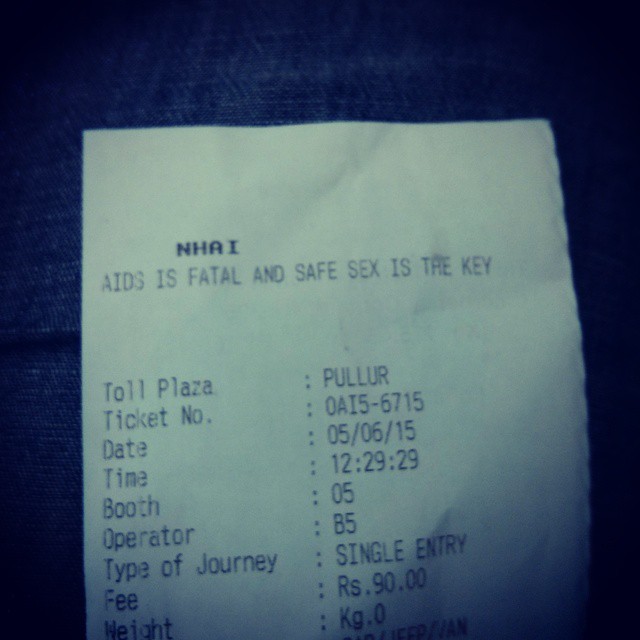 NHAI
AIDS IS FATAL AND SAFE SEX IS THE KEY
Toll Plaza : PULLUR
Ticket No. : 0AI5-6715
Date : 05/06/15
Time : 12:29:29
Booth : 05
Operator : B5
Type of Journey : SINGLE ENTRY
Fee : Rs.90.00
Weight : Kg.0